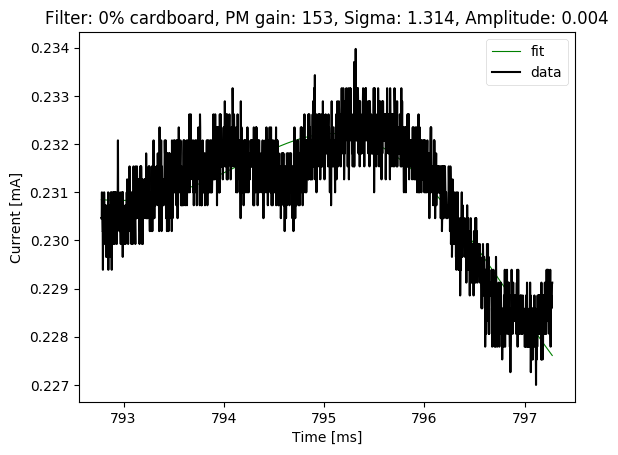 Filter: 0% cardboard, PM gain: 153, Sigma: 1.314, Amplitude: 0.004
fit
data
0.234
0.233
0.232
0.231
0.230
0.229
0.228
0.227
Current [mA]
793
794
795
796
797
Time [ms]